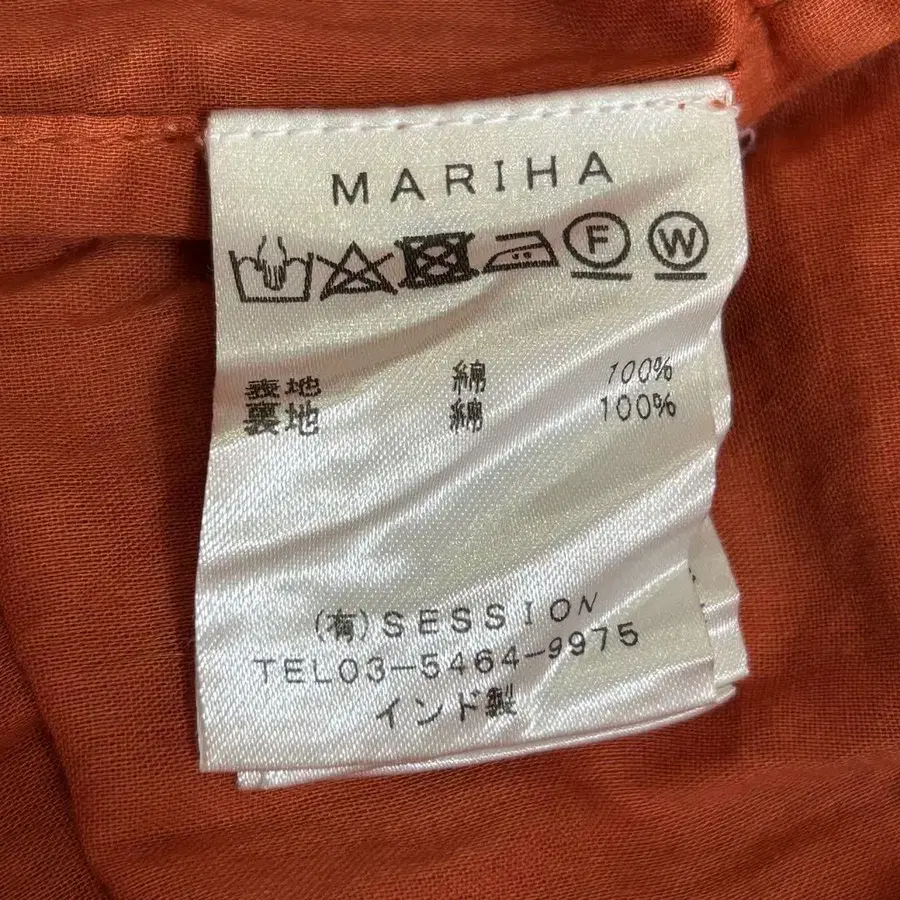 MARIHA
F W
表地 綿 100%
裏地 綿 100%
(有)SESSION
TEL03-5464-9975
インド製